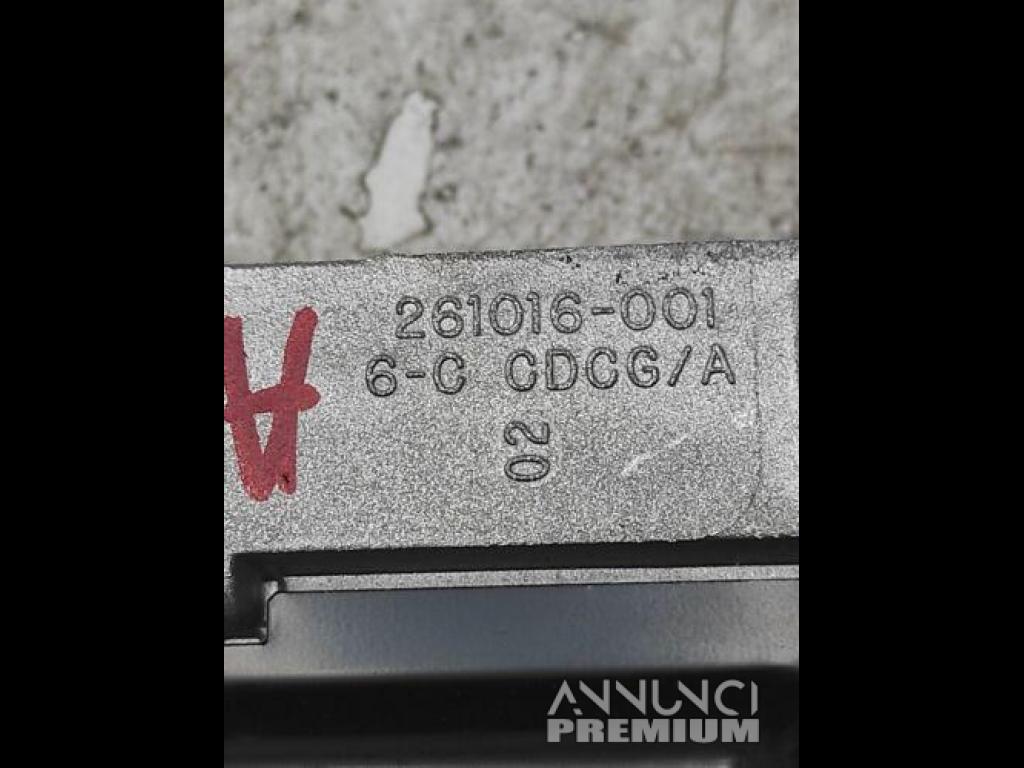 A
261016-001
6-C CDCG/A
02
ANNUNCI
PREMIUM